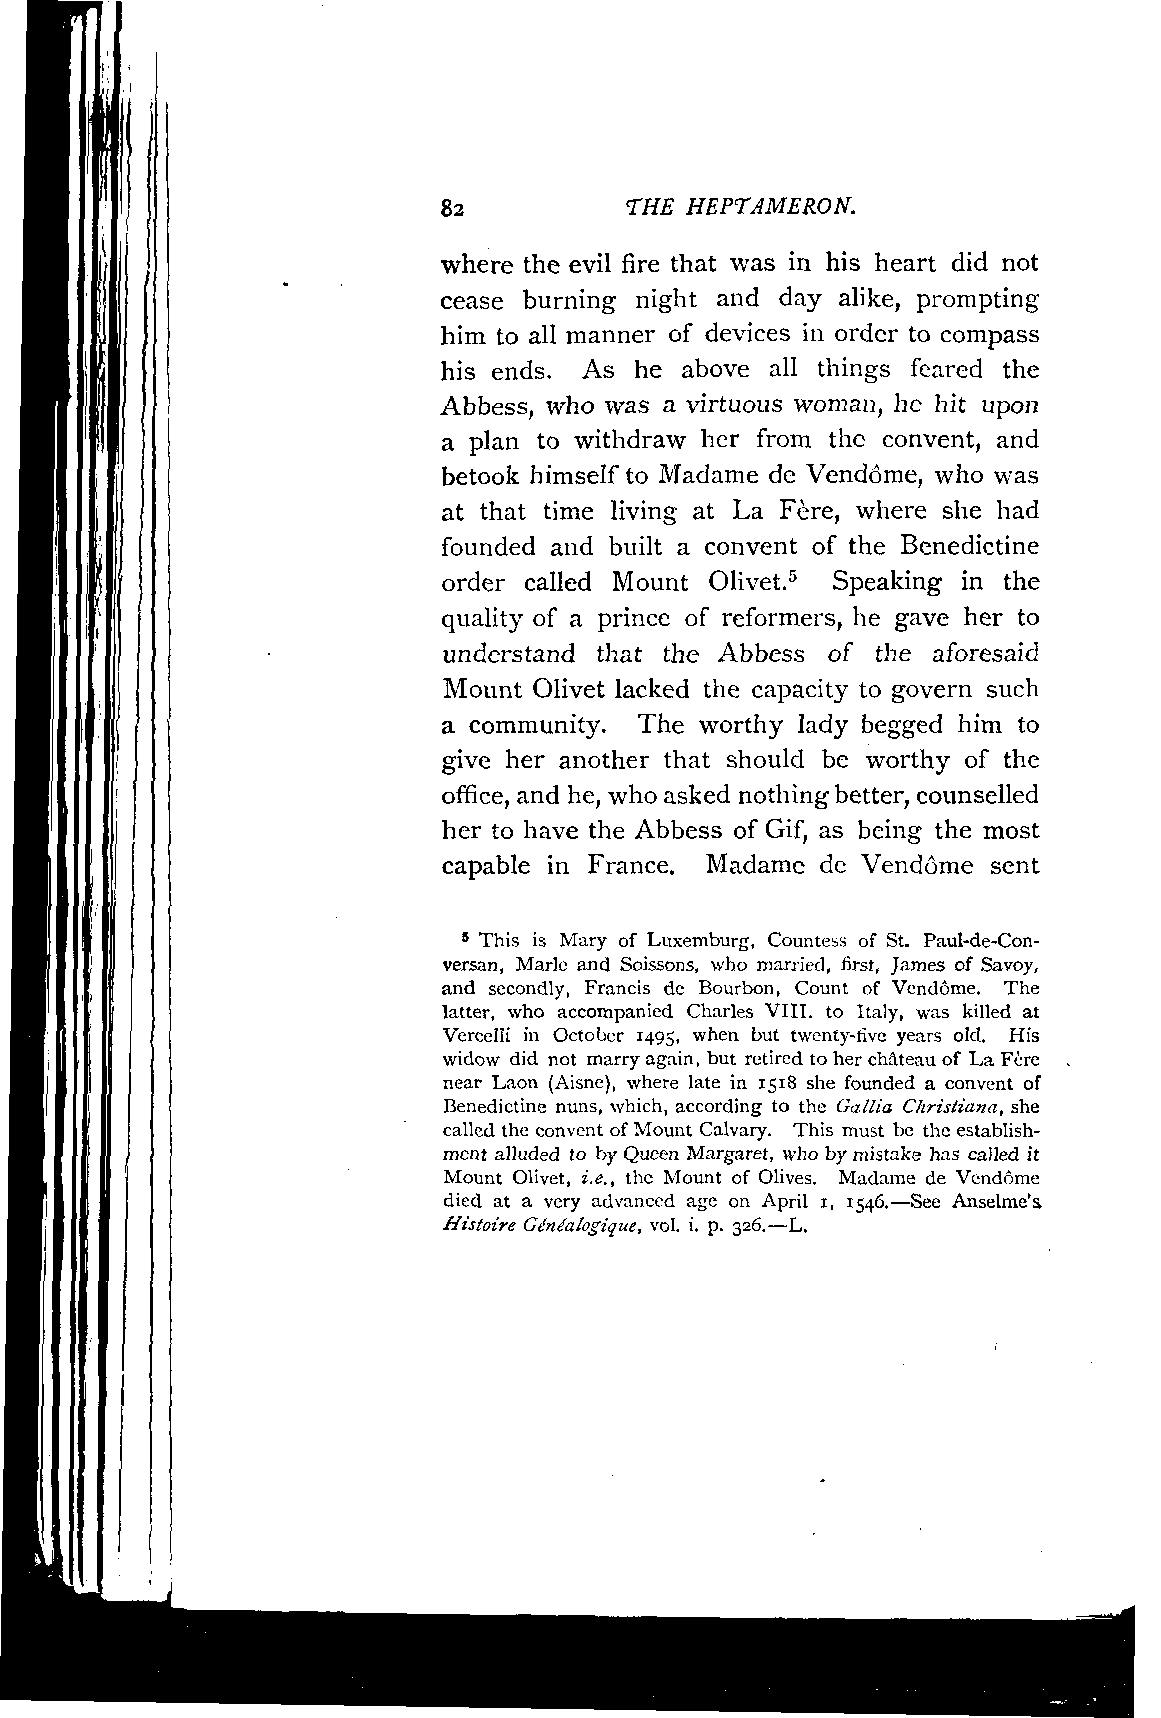 82 THE HEPTAMERON.
where the evil fire that was in his heart did not
cease burning night and day alike, prompting
him to all manner of devices in order to compass
his ends. As he above all things feared the
Abbess, who was a virtuous woman, he hit upon
a plan to withdraw her from the convent, and
betook himself to Madame de Vendôme, who was
at that time living at La Fère, where she had
founded and built a convent of the Benedictine
order called Mount Olivet.⁵ Speaking in the
quality of a prince of reformers, he gave her to
understand that the Abbess of the aforesaid
Mount Olivet lacked the capacity to govern such
a community. The worthy lady begged him to
give her another that should be worthy of the
office, and he, who asked nothing better, counselled
her to have the Abbess of Gif, as being the most
capable in France. Madame de Vendôme sent
⁵ This is Mary of Luxemburg, Countess of St. Paul-de-Con-
versan, Marle and Soissons, who married, first, James of Savoy,
and secondly, Francis de Bourbon, Count of Vendôme. The
latter, who accompanied Charles VIII. to Italy, was killed at
Vercelli in October 1495, when but twenty-five years old. His
widow did not marry again, but retired to her château of La Fère
near Laon (Aisne), where late in 1518 she founded a convent of
Benedictine nuns, which, according to the Gallia Christiana, she
called the convent of Mount Calvary. This must be the establish-
ment alluded to by Queen Margaret, who by mistake has called it
Mount Olivet, i.e., the Mount of Olives. Madame de Vendôme
died at a very advanced age on April 1, 1546.—See Anselme's
Histoire Généalogique, vol. i. p. 326.—L.